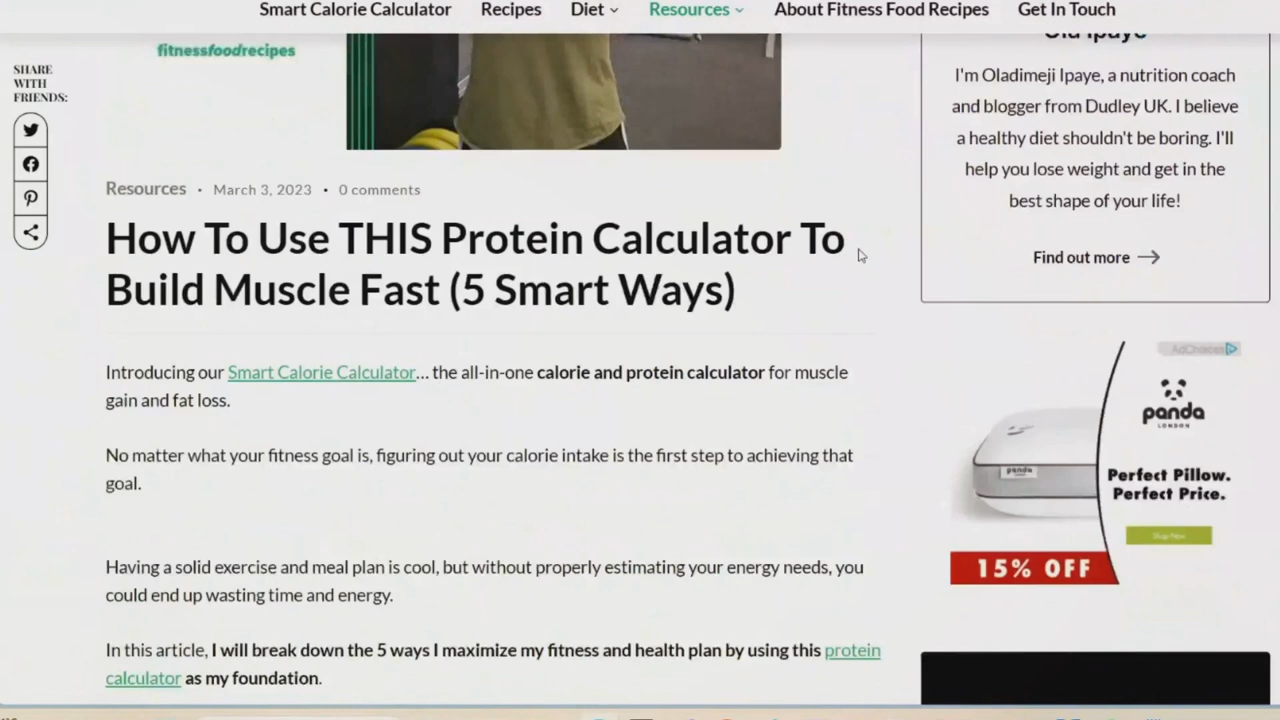 Smart Calorie Calculator Recipes Diet Resources About Fitness Food Recipes Get In Touch
fitnessfoodrecipes
SHARE
WITH
FRIENDS:
Resources · March 3, 2023 · 0 comments
How To Use THIS Protein Calculator To
Build Muscle Fast (5 Smart Ways)
Introducing our Smart Calorie Calculator… the all-in-one calorie and protein calculator for muscle
gain and fat loss.
No matter what your fitness goal is, figuring out your calorie intake is the first step to achieving that
goal.
Having a solid exercise and meal plan is cool, but without properly estimating your energy needs, you
could end up wasting time and energy.
In this article, I will break down the 5 ways I maximize my fitness and health plan by using this protein
calculator as my foundation.
Ola Ipaye
I'm Oladimeji Ipaye, a nutrition coach
and blogger from Dudley UK. I believe
a healthy diet shouldn't be boring. I'll
help you lose weight and get in the
best shape of your life!
Find out more
AdChoices
panda
LONDON
panda
Perfect Pillow.
Perfect Price.
Shop Now
15% OFF